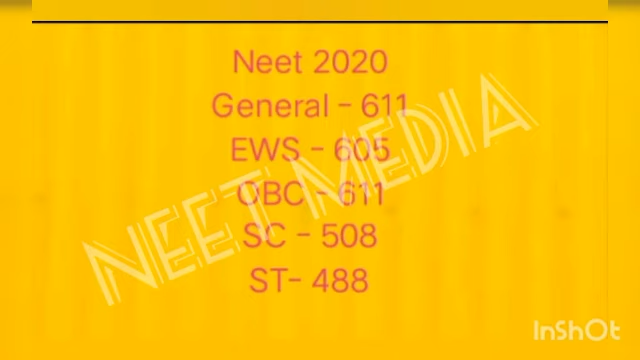 Neet 2020
General - 611
EWS - 605
OBC - 611
SC - 508
ST- 488
NEET MEDIA
InShOt